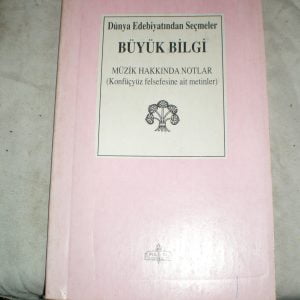 Dünya Edebiyatından Seçmeler
BÜYÜK BİLGİ
MÜZİK HAKKINDA NOTLAR
(Konfüçyüz felsefesine ait metinler)